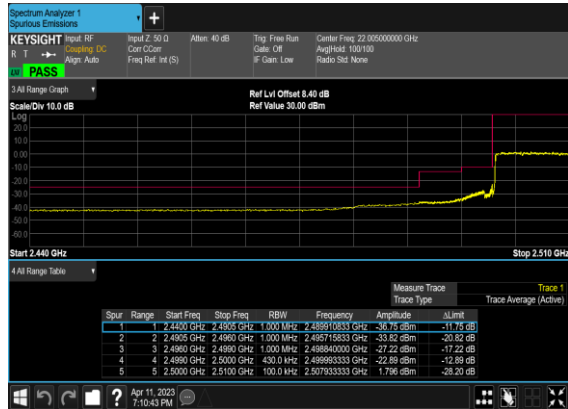 Spectrum Analyzer 1
Spurious Emissions
+
KEYSIGHT Input: RF Input Z: 50 Ω Atten: 40 dB Trig: Free Run Center Freq: 22.005000000 GHz
R T Coupling: DC Corr CCorr Gate: Off Avg|Hold: 100/100
Align: Auto Freq Ref: Int (S) IF Gain: Low Radio Std: None
PASS
3 All Range Graph
Ref Lvl Offset 8.40 dB
Scale/Div 10.0 dB Ref Value 30.00 dBm
Log
20.0
10.0
0.00
-10.0
-20.0
-30.0
-40.0
-50.0
-60.0
Start 2.440 GHz Stop 2.510 GHz
4 All Range Table
Measure Trace Trace 1
Trace Type Trace Average (Active)
Spur Range Start Freq Stop Freq RBW Frequency Amplitude ΔLimit
1 1 2.4400 GHz 2.4905 GHz 1.000 MHz 2.489910833 GHz -36.75 dBm -11.75 dB
2 2 2.4905 GHz 2.4960 GHz 1.000 MHz 2.495715833 GHz -33.82 dBm -20.82 dB
3 3 2.4960 GHz 2.4990 GHz 1.000 MHz 2.498840000 GHz -27.22 dBm -17.22 dB
4 4 2.4990 GHz 2.5000 GHz 430.0 kHz 2.499993333 GHz -22.89 dBm -12.89 dB
5 5 2.5000 GHz 2.5100 GHz 100.0 kHz 2.507933333 GHz 1.796 dBm -28.20 dB
? Apr 11, 2023
7:10:43 PM